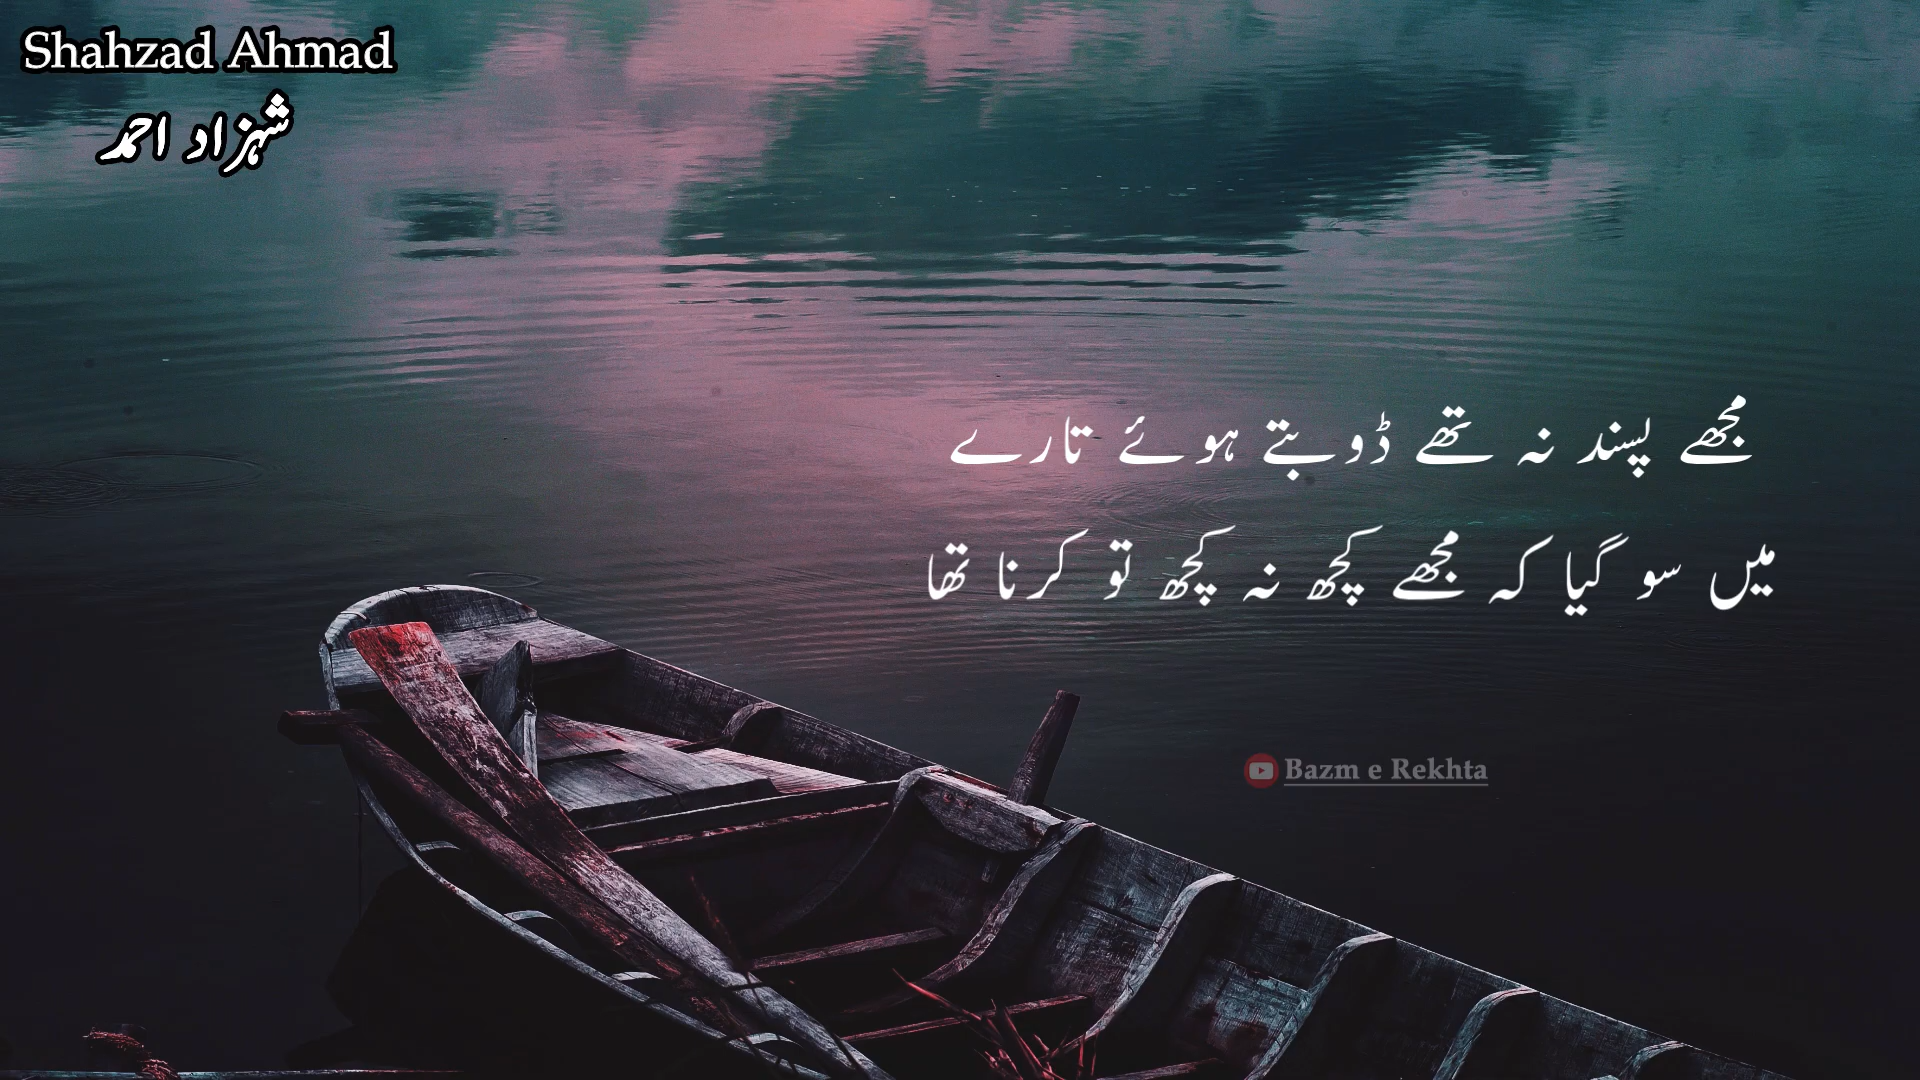 Shahzad Ahmad
شہزاد احمد
مجھے پسند نہ تھے ڈوبتے ہوئے تارے
میں سو گیا کہ مجھے کچھ نہ کچھ تو کرنا تھا
Bazm e Rekhta